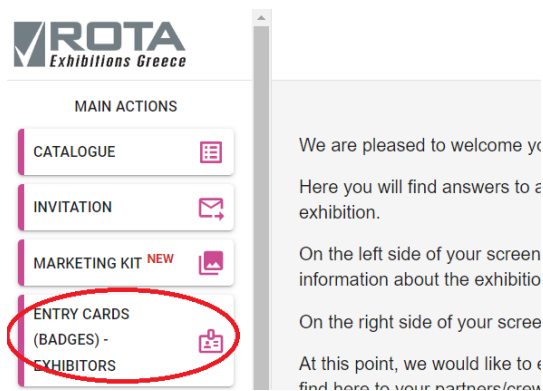 ROTA
Exhibitions Greece
MAIN ACTIONS
CATALOGUE
INVITATION
MARKETING KIT NEW
ENTRY CARDS
(BADGES) -
EXHIBITORS
We are pleased to welcome
Here you will find answers to a
exhibition.
On the left side of your screen
information about the exhibitio
On the right side of your scree
At this point, we would like to
find here to your partners/crew